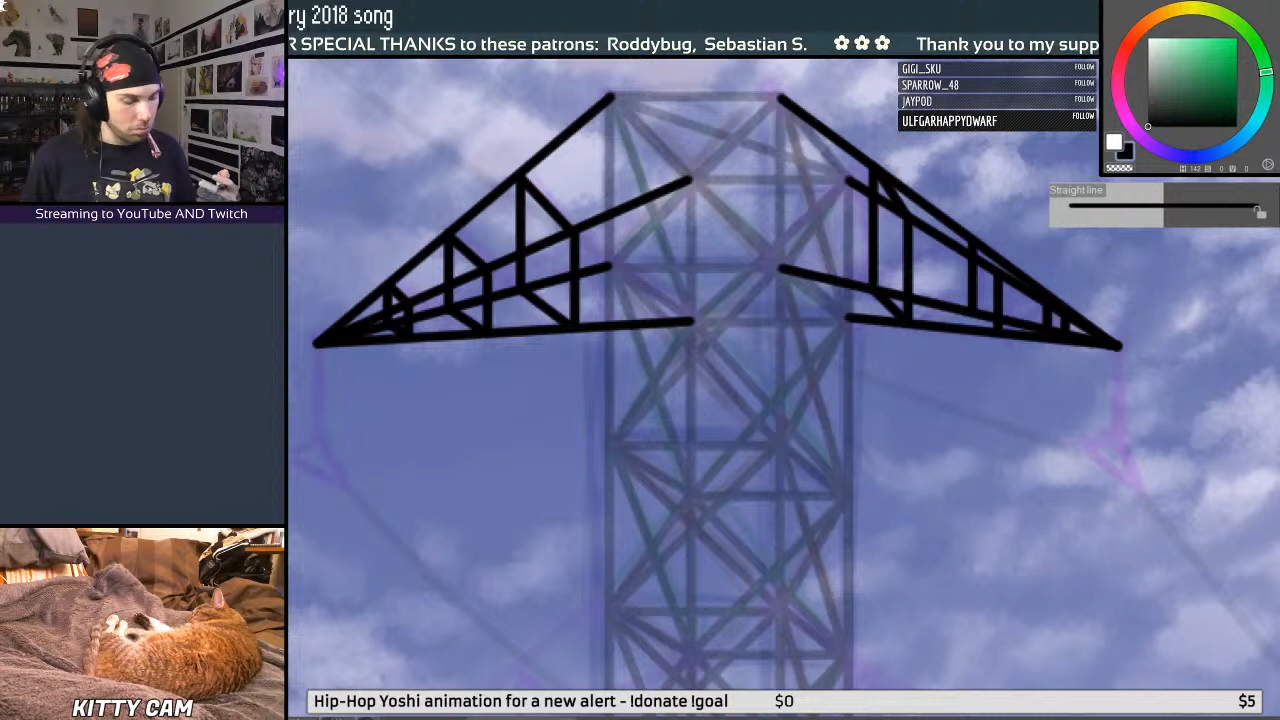 ry 2018 song
R SPECIAL THANKS to these patrons: Roddybug, Sebastian S. ✿ ✿ ✿ Thank you to my supp
GIGI_SKU FOLLOW
SPARROW_48 FOLLOW
JAYPOD FOLLOW
ULFGARHAPPYDWARF FOLLOW
Straight line
Streaming to YouTube AND Twitch
KITTY CAM
Hip-Hop Yoshi animation for a new alert - !donate !goal $0 $5